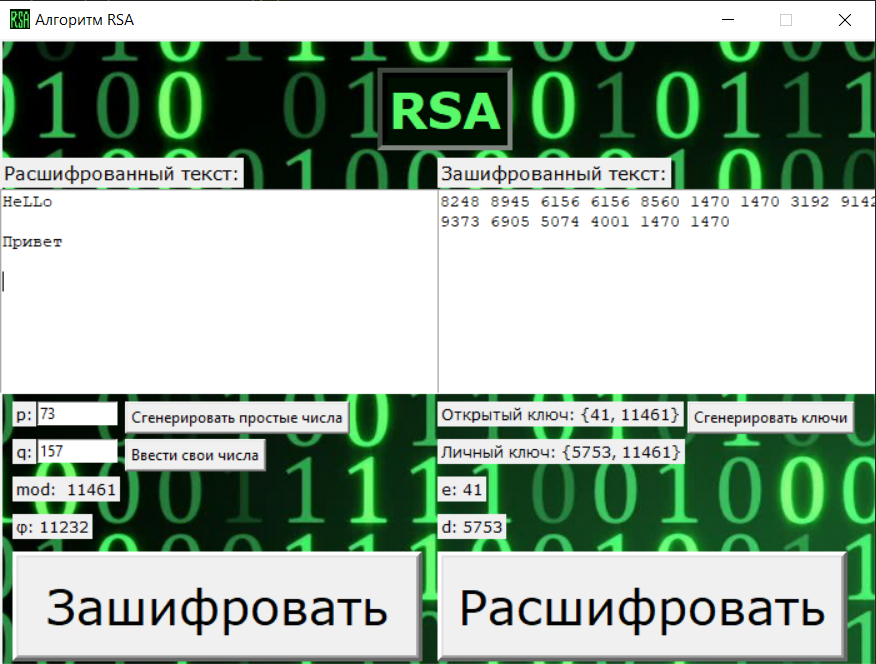 RSA Алгоритм RSA
RSA
Расшифрованный текст:
Зашифрованный текст:
HeLLo
Привет
8248 8945 6156 6156 8560 1470 1470 3192 9142
9373 6905 5074 4001 1470 1470
p: 73
Сгенерировать простые числа
q: 157
Ввести свои числа
mod: 11461
φ: 11232
Открытый ключ: {41, 11461}
Сгенерировать ключи
Личный ключ: {5753, 11461}
e: 41
d: 5753
Зашифровать
Расшифровать